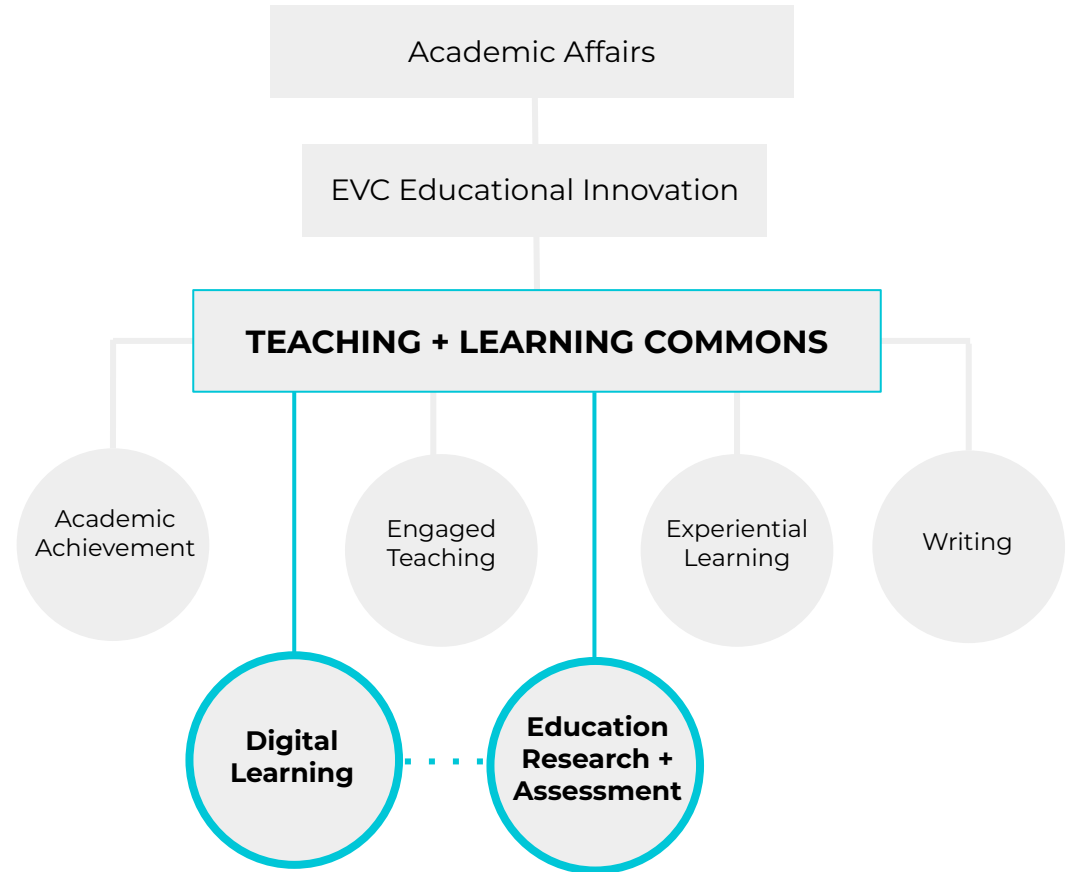 Academic Affairs
EVC Educational Innovation
TEACHING + LEARNING COMMONS
Academic
Achievement
Engaged
Teaching
Experiential
Learning
Writing
Digital
Learning
Education
Research +
Assessment